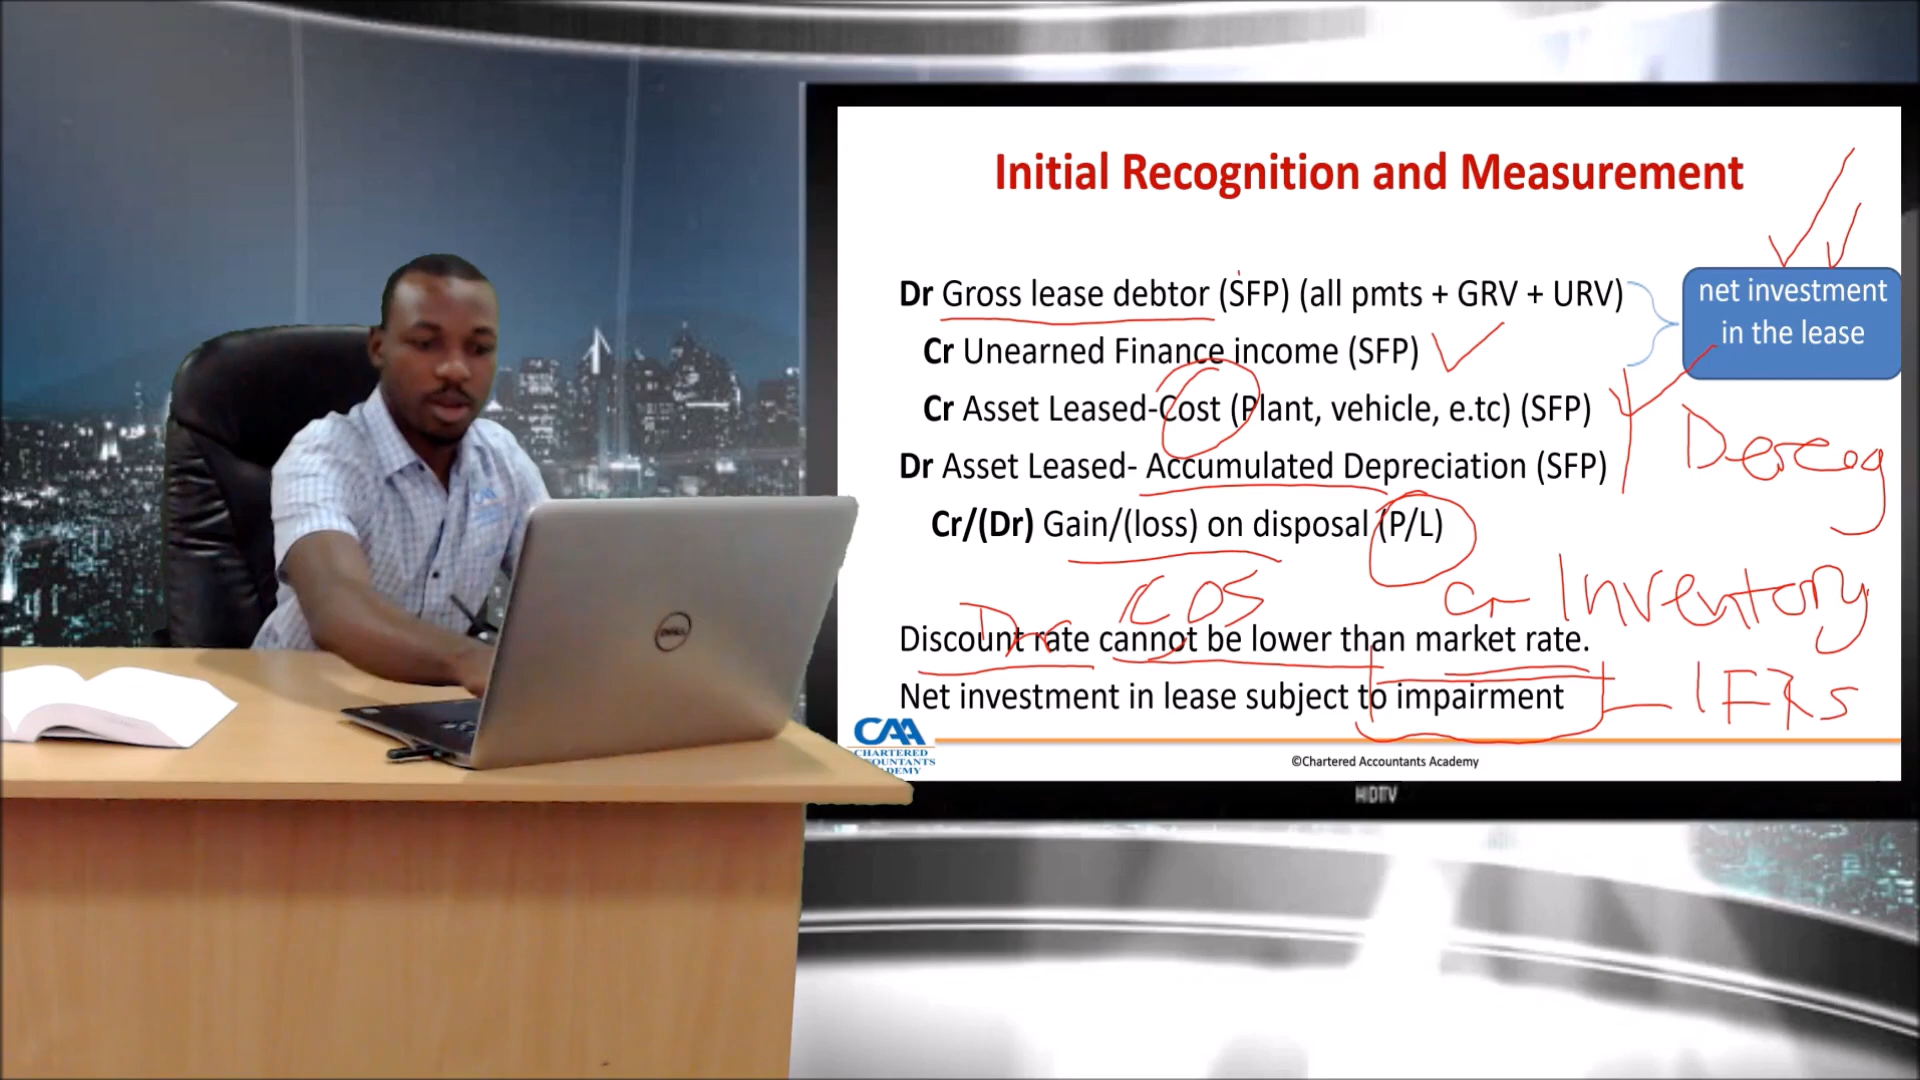 Initial Recognition and Measurement
Dr Gross lease debtor (SFP) (all pmts + GRV + URV)
net investment
in the lease
Cr Unearned Finance income (SFP)
Cr Asset Leased-Cost (Plant, vehicle, e.tc) (SFP)
Derecog
Dr Asset Leased- Accumulated Depreciation (SFP)
Cr/(Dr) Gain/(loss) on disposal (P/L)
Dr COS
Cr Inventory
Discount rate cannot be lower than market rate.
Net investment in lease subject to impairment
CAA
CHARTERED
©Chartered Accountants Academy
HDTV
DELL